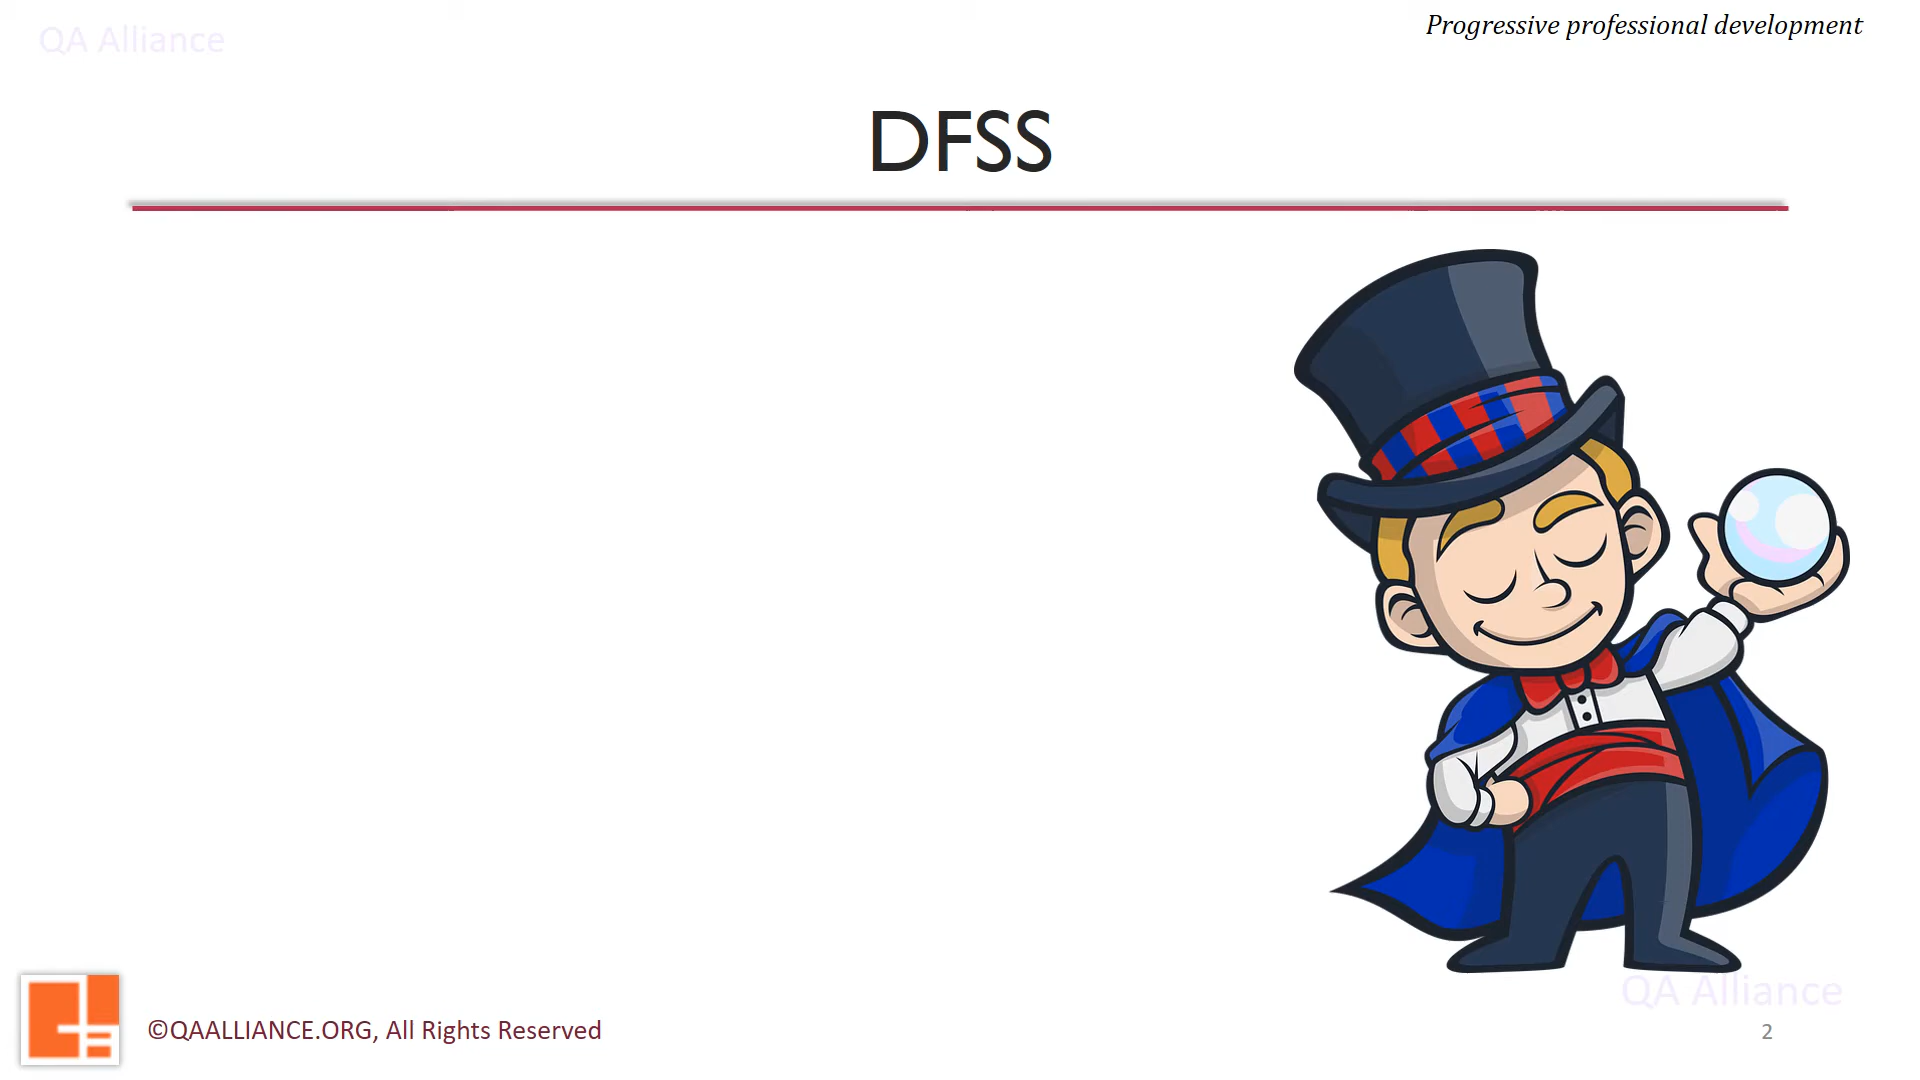 QA Alliance
Progressive professional development
DFSS
QA Alliance
©QAALLIANCE.ORG, All Rights Reserved
2